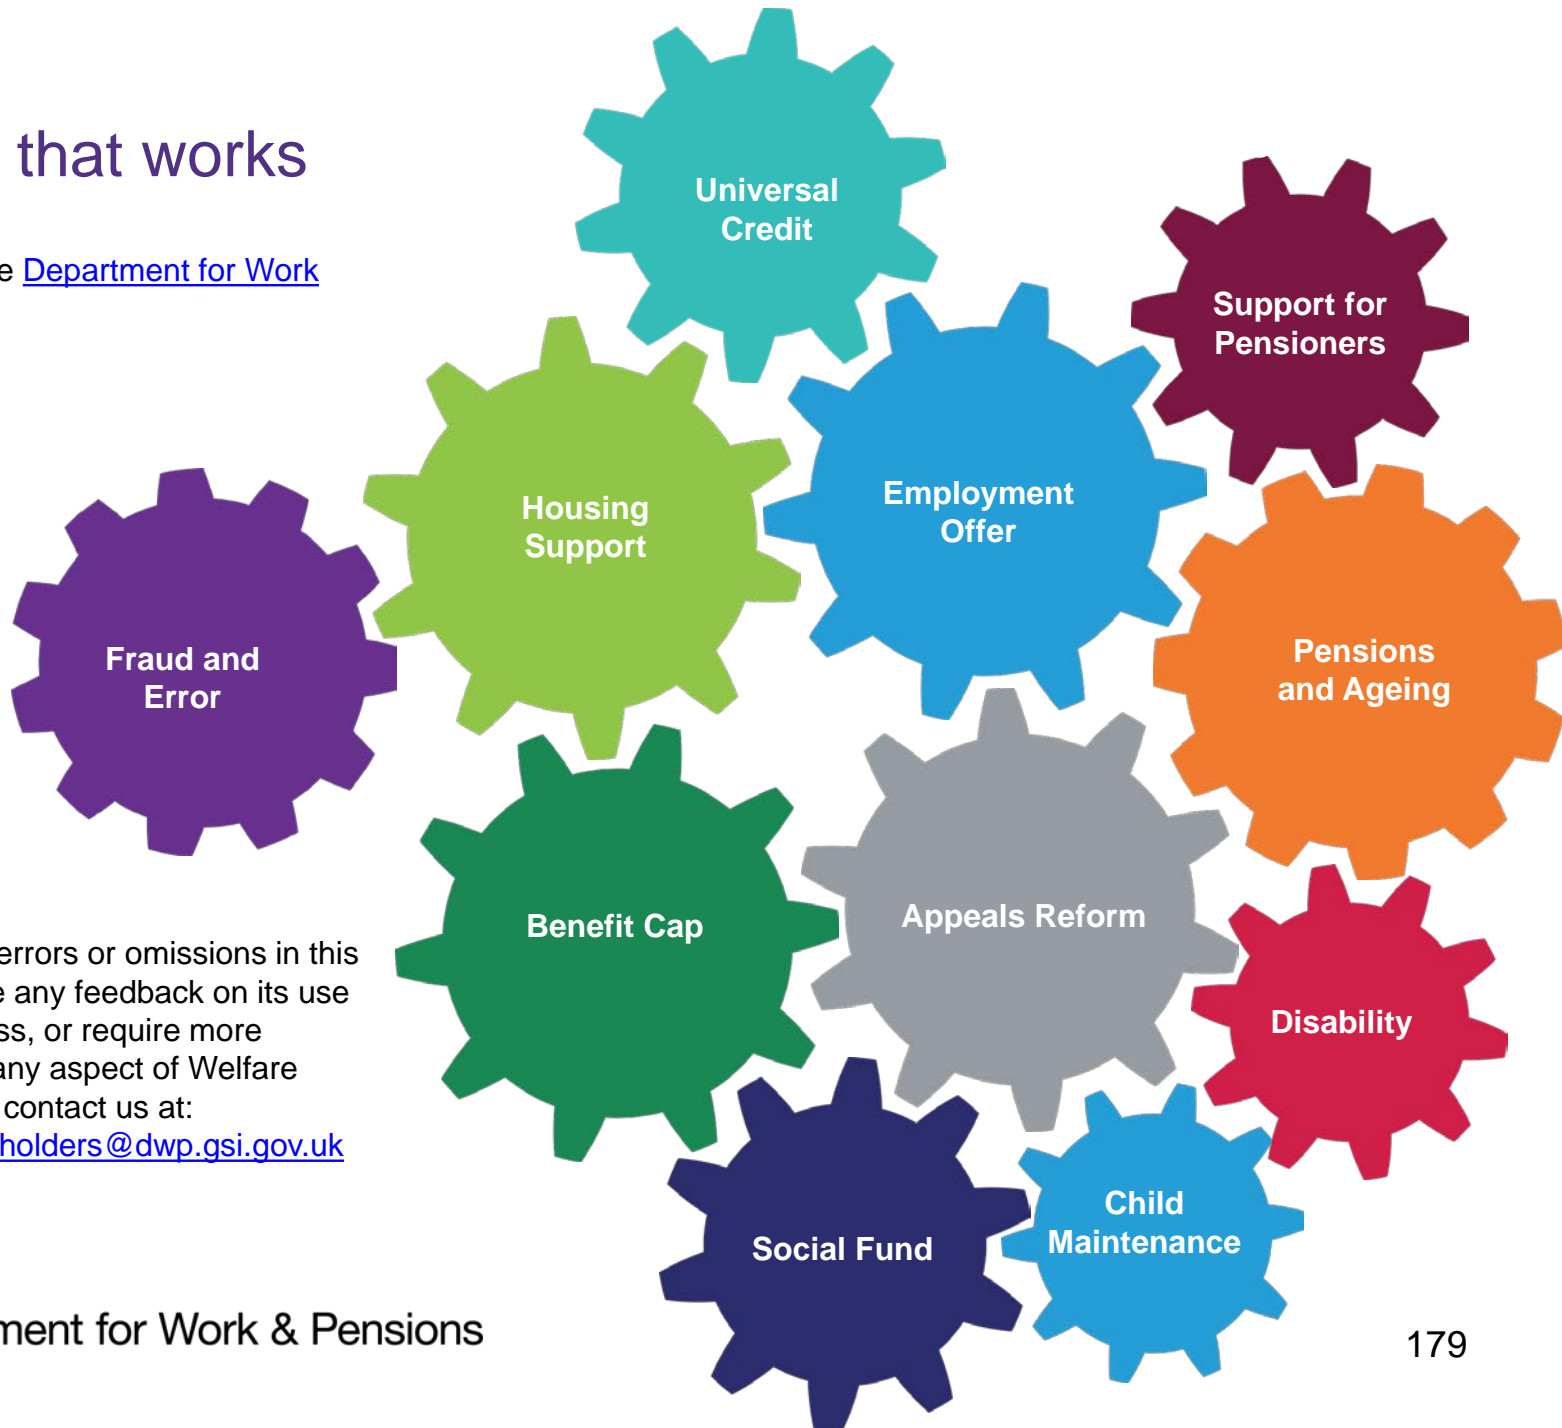 that works
e Department for Work
Universal
Credit
Support for
Pensioners
Housing
Support
Employment
Offer
Fraud and
Error
Pensions
and Ageing
Benefit Cap
Appeals Reform
errors or omissions in this
e any feedback on its use
ss, or require more
any aspect of Welfare
contact us at:
holders@dwp.gsi.gov.uk
Disability
Child
Maintenance
Social Fund
ment for Work & Pensions
179